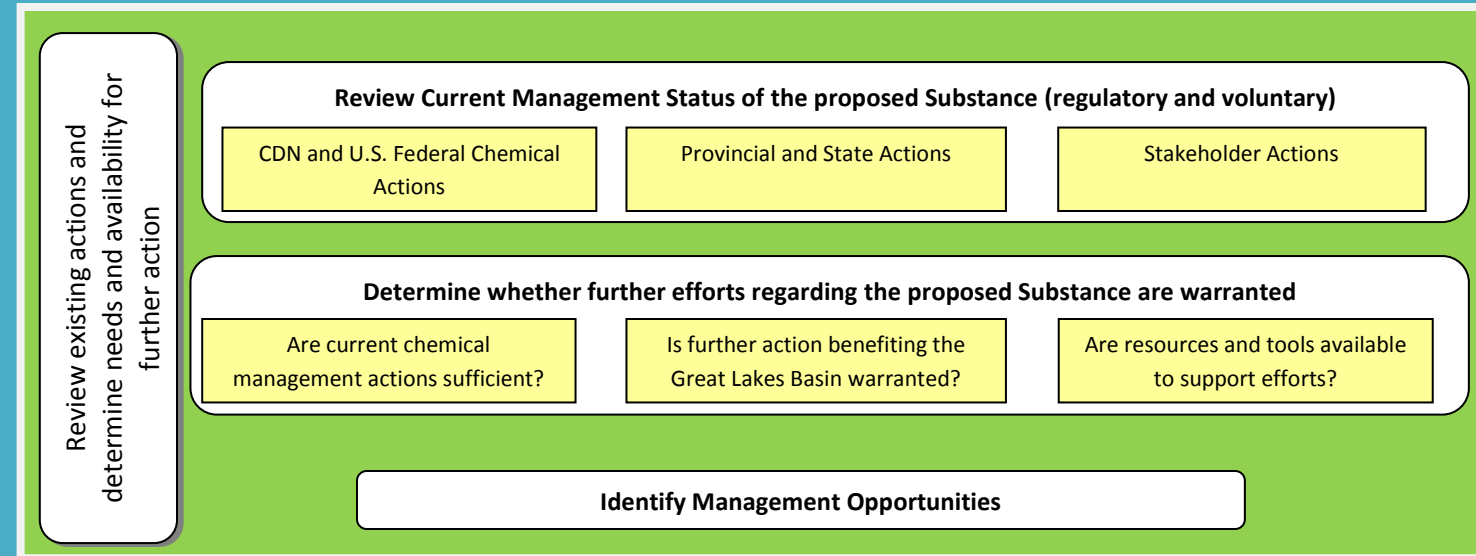 Review existing actions and
determine needs and availability for
further action
Review Current Management Status of the proposed Substance (regulatory and voluntary)
CDN and U.S. Federal Chemical
Actions
Provincial and State Actions
Stakeholder Actions
Determine whether further efforts regarding the proposed Substance are warranted
Are current chemical
management actions sufficient?
Is further action benefiting the
Great Lakes Basin warranted?
Are resources and tools available
to support efforts?
Identify Management Opportunities